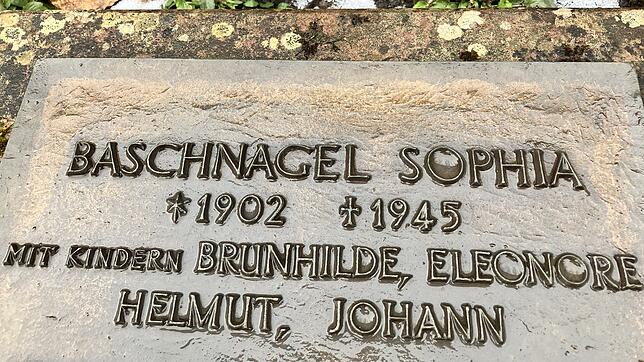 BASCHNAGEL SOPHIA
*1902 †1945
MIT KINDERN BRUNHILDE, ELEONORE
HELMUT, JOHANN